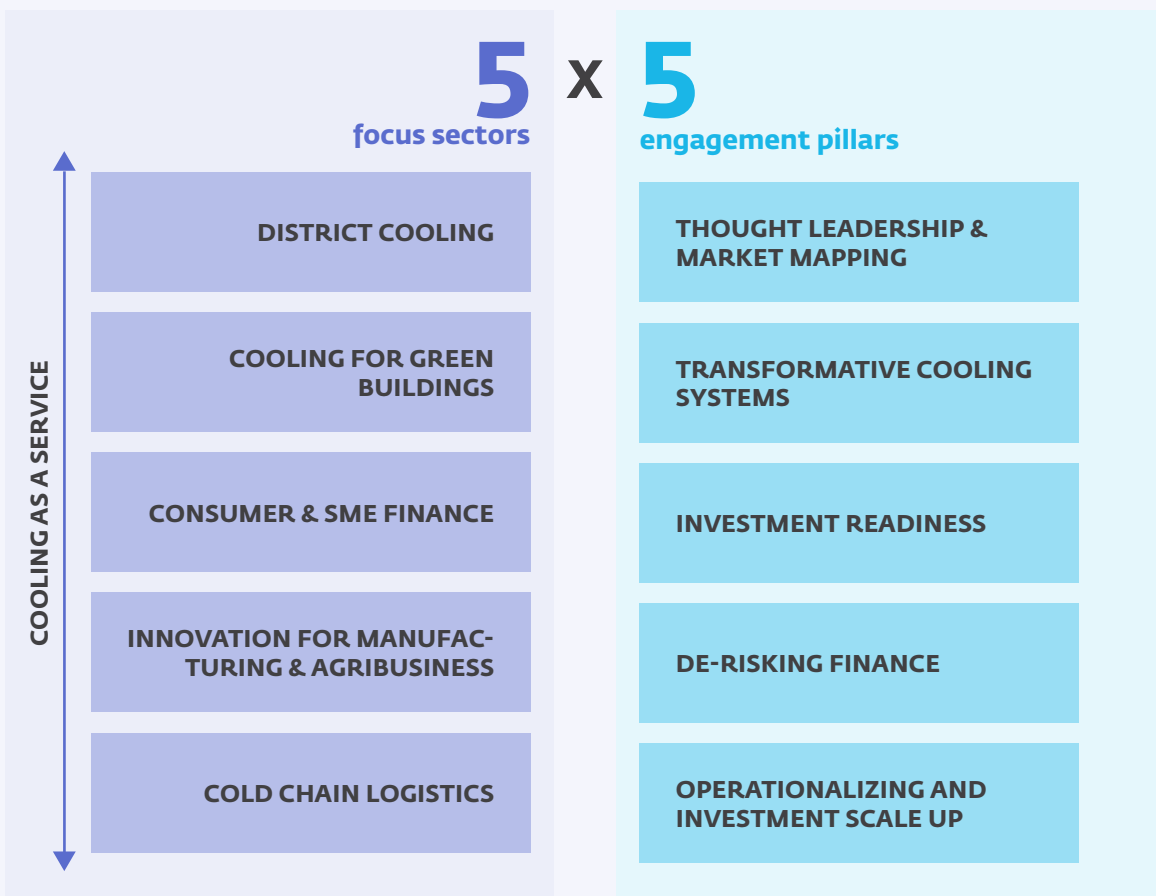 5 x 5
focus sectors
engagement pillars
COOLING AS A SERVICE
DISTRICT COOLING
COOLING FOR GREEN
BUILDINGS
CONSUMER & SME FINANCE
INNOVATION FOR MANUFAC-
TURING & AGRIBUSINESS
COLD CHAIN LOGISTICS
THOUGHT LEADERSHIP &
MARKET MAPPING
TRANSFORMATIVE COOLING
SYSTEMS
INVESTMENT READINESS
DE-RISKING FINANCE
OPERATIONALIZING AND
INVESTMENT SCALE UP